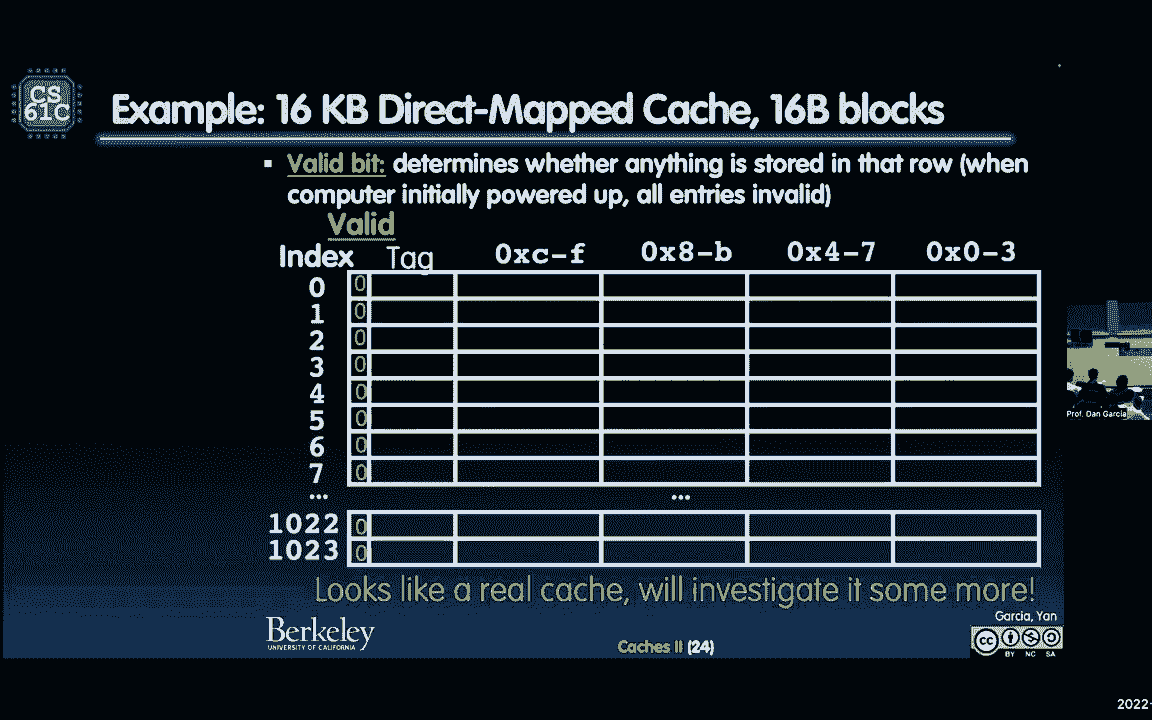 CS
61C
Example: 16 KB Direct-Mapped Cache, 16B blocks
▪ Valid bit: determines whether anything is stored in that row (when
computer initially powered up, all entries invalid)
Valid
Index Tag 0xc-f 0x8-b 0x4-7 0x0-3
0 0
1 0
2 0
3 0
4 0
5 0
6 0
7 0
... ...
1022 0
1023 0
Looks like a real cache, will investigate it some more!
Prof. Dan Garcia
Berkeley
UNIVERSITY OF CALIFORNIA
Caches II (24)
Garcia, Yan
cc
BY NC SA
2022-